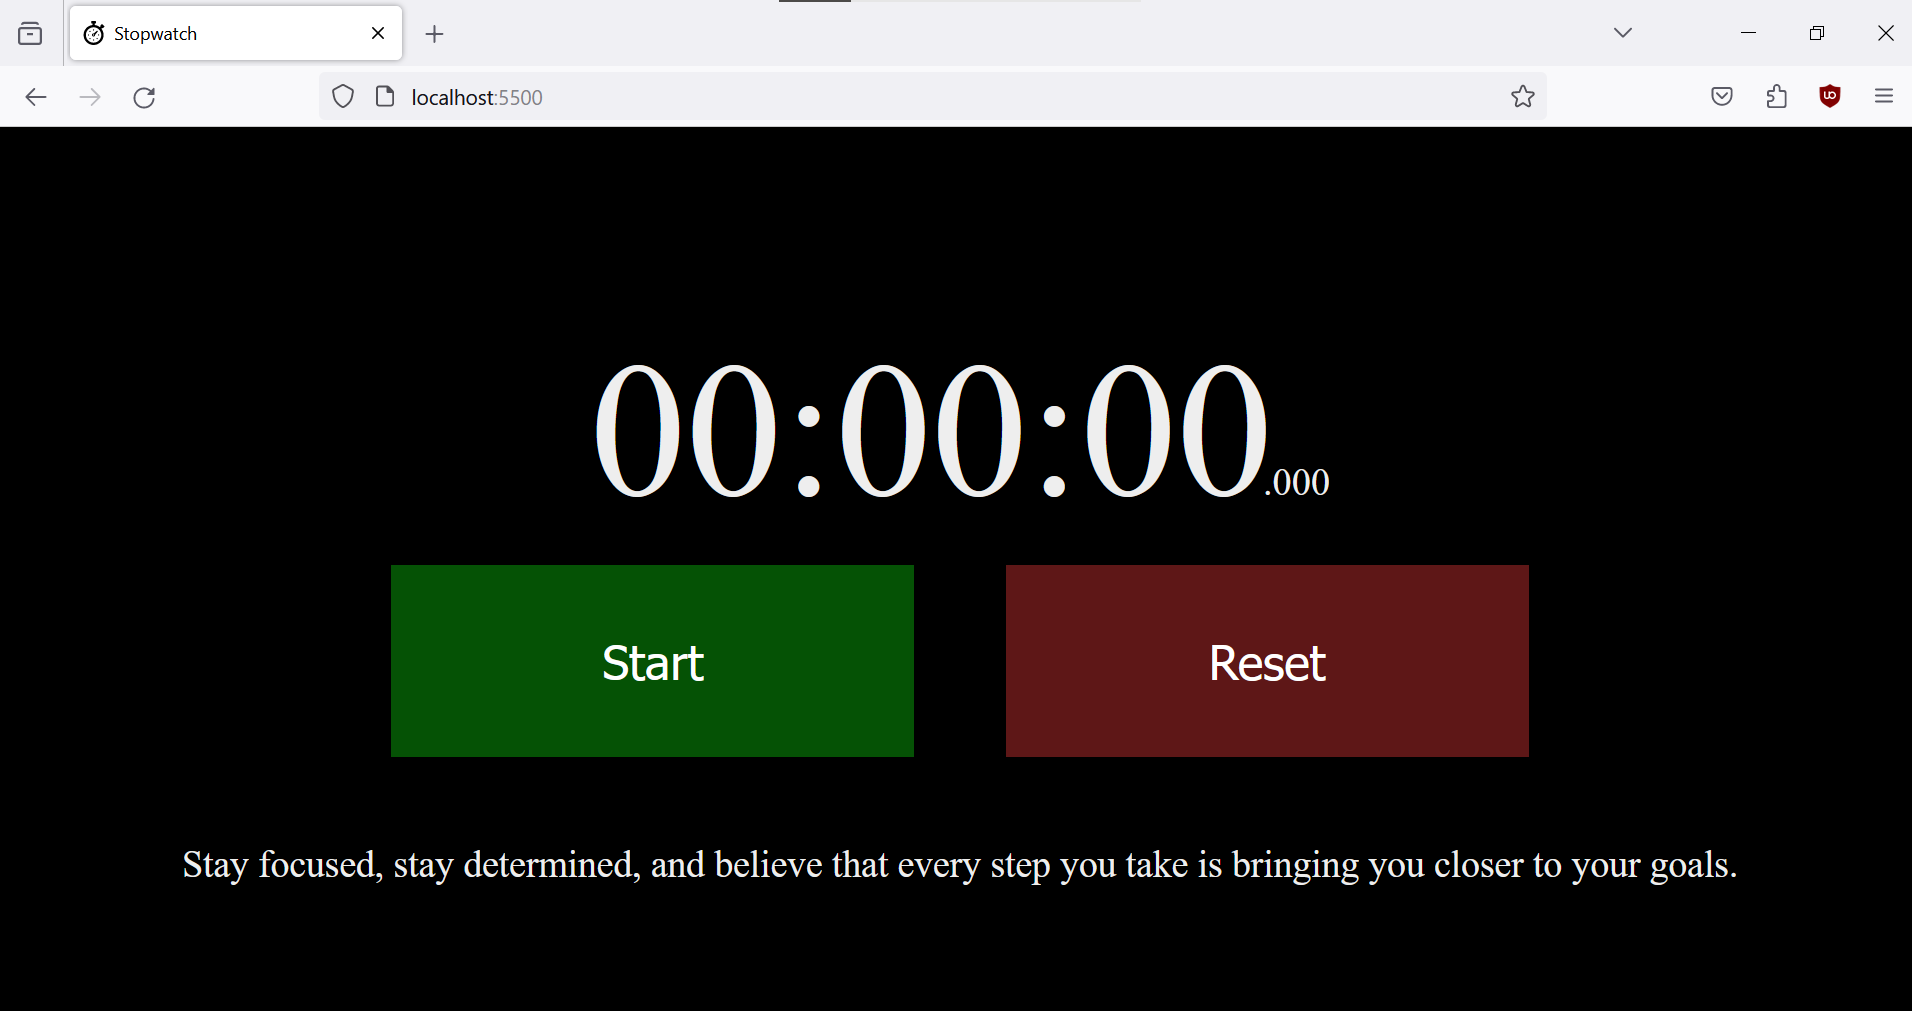 Stopwatch
localhost:5500
00:00:00.000
Start
Reset
Stay focused, stay determined, and believe that every step you take is bringing you closer to your goals.